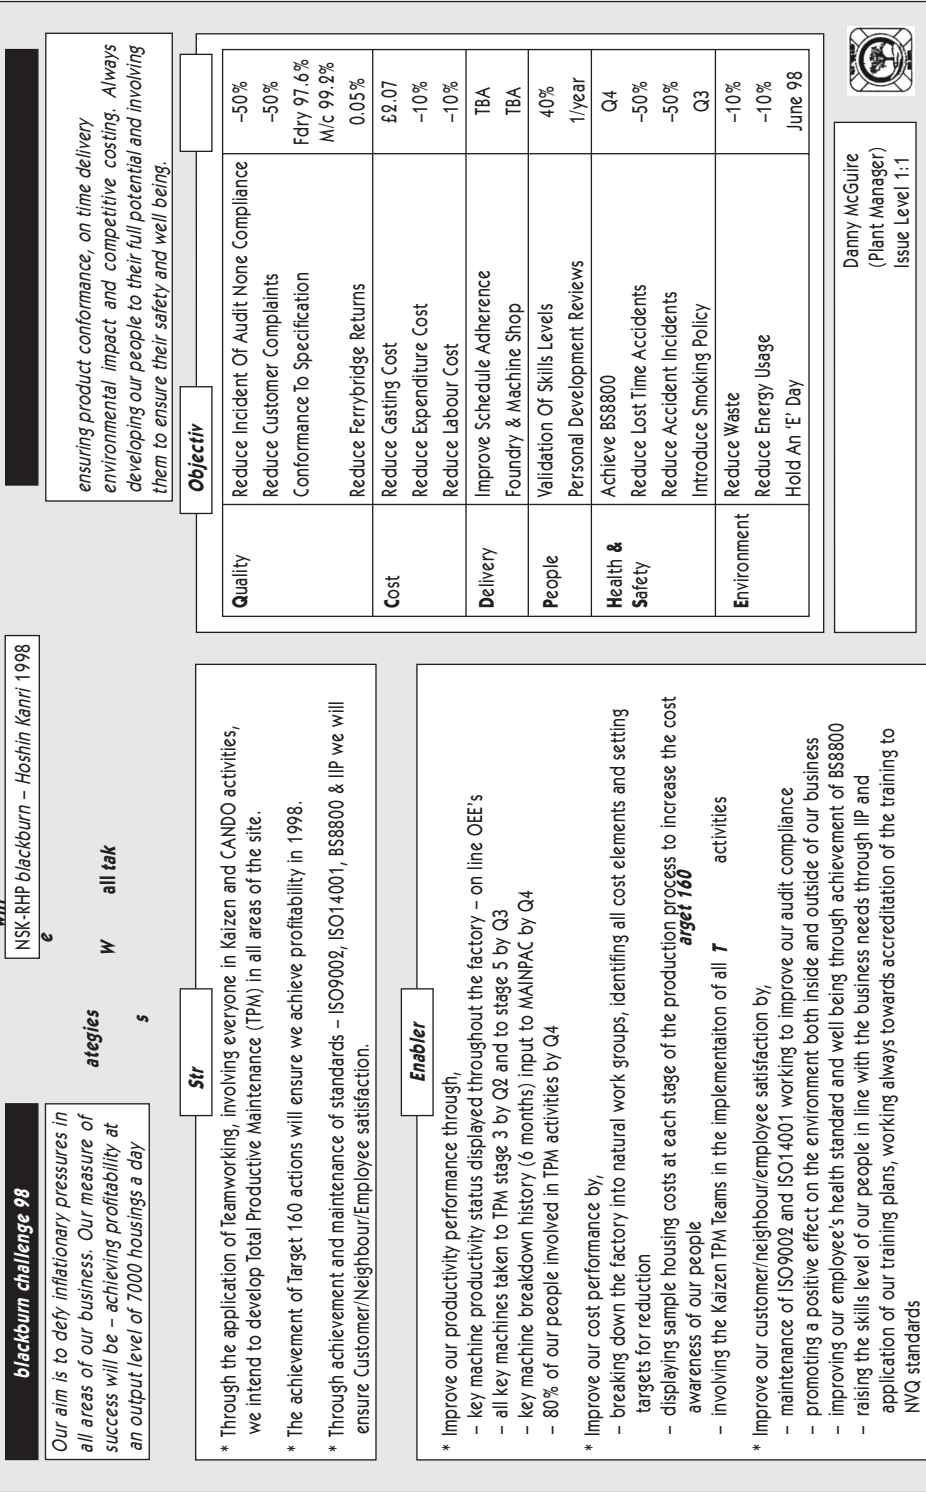 blackburn challenge 98
Our aim is to defy inflationary pressures in
all areas of our business. Our measure of
success will be – achieving profitability at
an output level of 7000 housings a day
NSK-RHP blackburn – Hoshin Kanri 1998
e
ategies
s
W
all tak
ensuring product conformance, on time delivery
environmental impact and competitive costing. Always
developing our people to their full potential and involving
them to ensure their safety and well being.
Str
* Through the application of Teamworking, involving everyone in Kaizen and CANDO activities,
we intend to develop Total Productive Maintenance (TPM) in all areas of the site.
* The achievement of Target 160 actions will ensure we achieve profitability in 1998.
* Through achievement and maintenance of standards – ISO9002, ISO14001, BS8800 & IIP we will
ensure Customer/Neighbour/Employee satisfaction.
Enabler
* Improve our productivity performance through,
– key machine productivity status displayed throughout the factory – on line OEE's
– all key machines taken to TPM stage 3 by Q2 and to stage 5 by Q3
– key machine breakdown history (6 months) input to MAINPAC by Q4
– 80% of our people involved in TPM activities by Q4
* Improve our cost performance by,
– breaking down the factory into natural work groups, identifing all cost elements and setting
targets for reduction
– displaying sample housing costs at each stage of the production process to increase the cost
awareness of our people
arget 160
– involving the Kaizen TPM Teams in the implementaiton of all T activities
* Improve our customer/neighbour/employee satisfaction by,
– maintenance of ISO9002 and ISO14001 working to improve our audit compliance
– promoting a positive effect on the environment both inside and outside of our business
– improving our employee's health standard and well being through achievement of BS8800
– raising the skills level of our people in line with the business needs through IIP and
application of our training plans, working always towards accreditation of the training to
NVQ standards
Objectiv
Quality
Reduce Incident Of Audit None Compliance –50%
Reduce Customer Complaints –50%
Conformance To Specification Fdry 97.6%
M/c 99.2%
Reduce Ferrybridge Returns 0.05%
Cost
Reduce Casting Cost £2.07
Reduce Expenditure Cost –10%
Reduce Labour Cost –10%
Delivery
Improve Schedule Adherence TBA
Foundry & Machine Shop TBA
People
Validation Of Skills Levels 40%
Personal Development Reviews 1/year
Health &
Safety
Achieve BS8800 Q4
Reduce Lost Time Accidents –50%
Reduce Accident Incidents –50%
Introduce Smoking Policy Q3
Environment
Reduce Waste –10%
Reduce Energy Usage –10%
Hold An 'E' Day June 98
Danny McGuire
(Plant Manager)
Issue Level 1:1